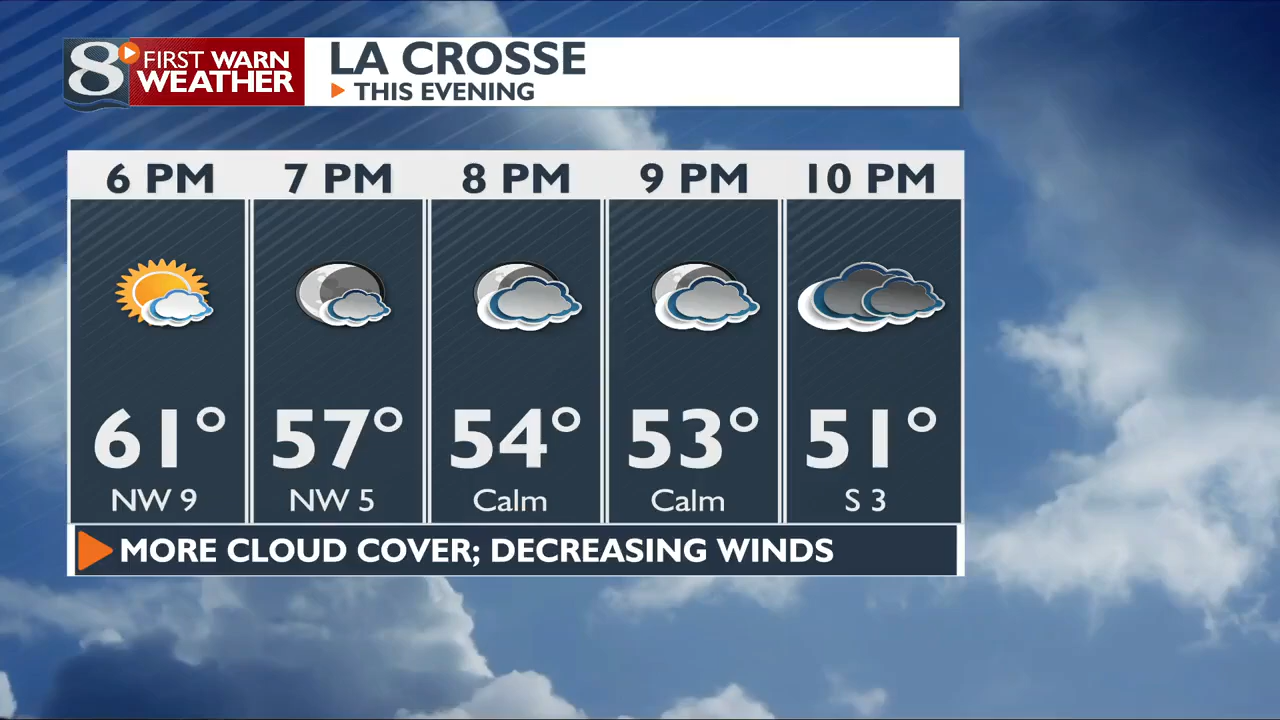 8 FIRST WARN WEATHER
LA CROSSE
THIS EVENING
6 PM 7 PM 8 PM 9 PM 10 PM
61° 57° 54° 53° 51°
NW 9 NW 5 Calm Calm S 3
MORE CLOUD COVER; DECREASING WINDS